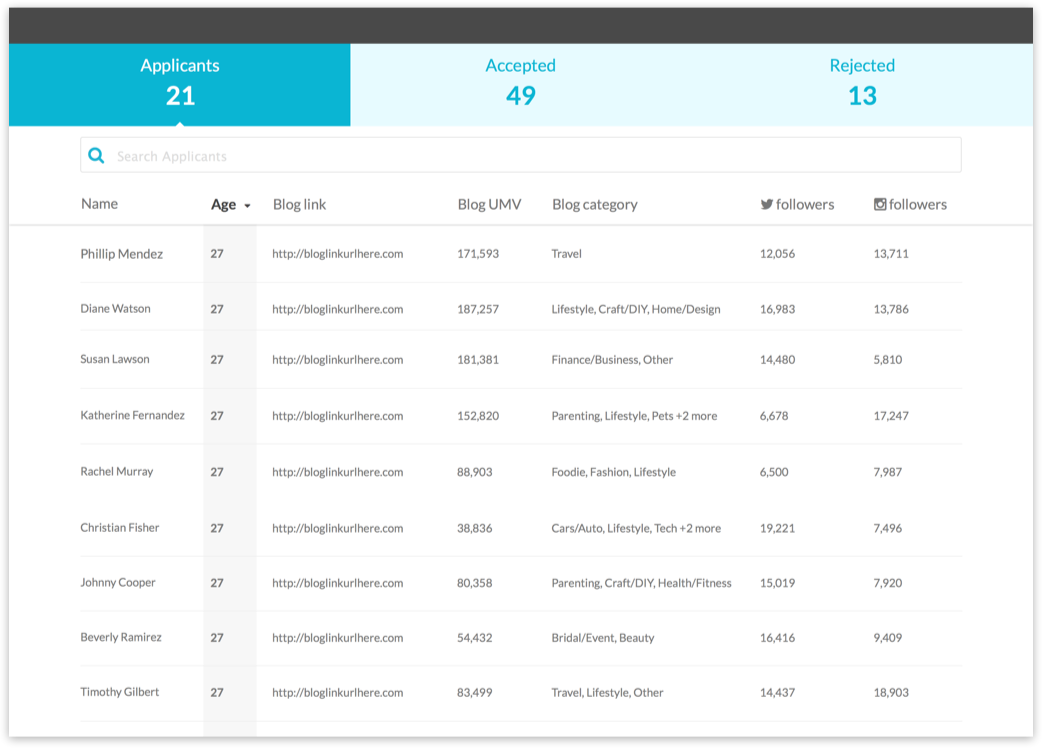 Applicants Accepted Rejected
21 49 13
Search Applicants
Name Age Blog link Blog UMV Blog category followers followers
Phillip Mendez 27 http://bloglinkurlhere.com 171,593 Travel 12,056 13,711
Diane Watson 27 http://bloglinkurlhere.com 187,257 Lifestyle, Craft/DIY, Home/Design 16,983 13,786
Susan Lawson 27 http://bloglinkurlhere.com 181,381 Finance/Business, Other 14,480 5,810
Katherine Fernandez 27 http://bloglinkurlhere.com 152,820 Parenting, Lifestyle, Pets +2 more 6,678 17,247
Rachel Murray 27 http://bloglinkurlhere.com 88,903 Foodie, Fashion, Lifestyle 6,500 7,987
Christian Fisher 27 http://bloglinkurlhere.com 38,836 Cars/Auto, Lifestyle, Tech +2 more 19,221 7,496
Johnny Cooper 27 http://bloglinkurlhere.com 80,358 Parenting, Craft/DIY, Health/Fitness 15,019 7,920
Beverly Ramirez 27 http://bloglinkurlhere.com 54,432 Bridal/Event, Beauty 16,416 9,409
Timothy Gilbert 27 http://bloglinkurlhere.com 83,499 Travel, Lifestyle, Other 14,437 18,903